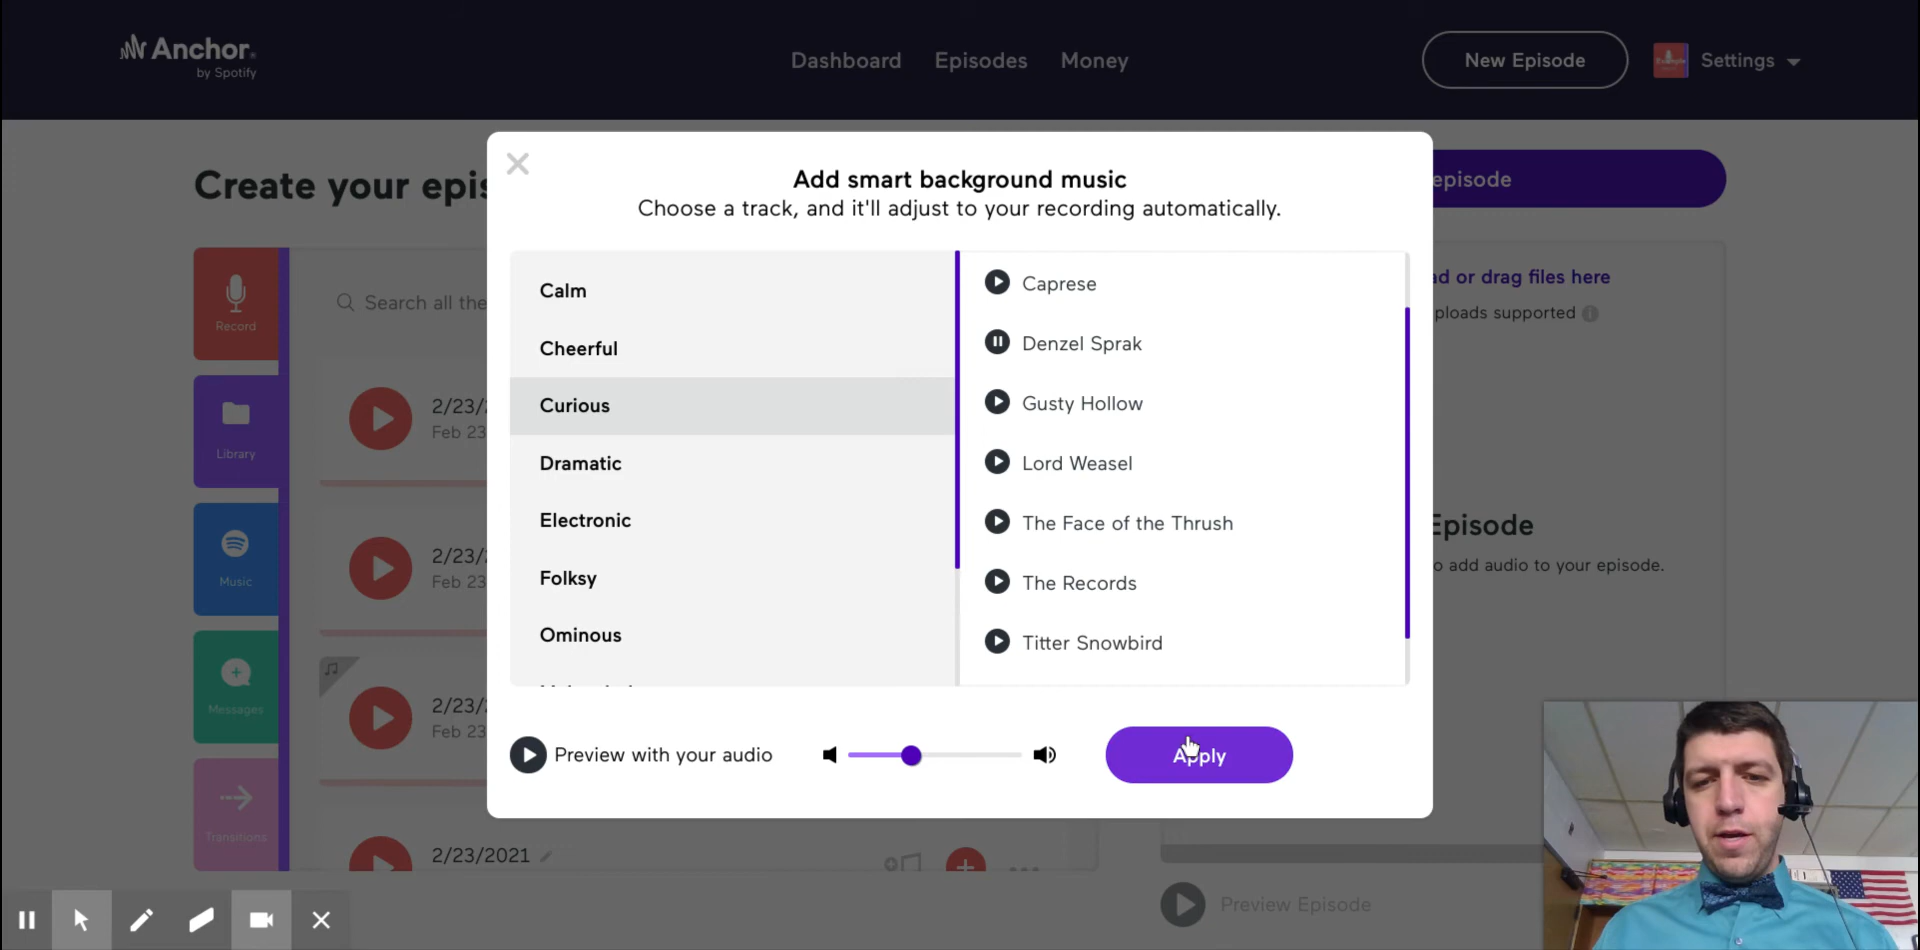 Anchor
by Spotify
Dashboard Episodes Money
New Episode
Settings
Create your epis
episode
Record
Library
Music
Messages
Transitions
Search all the
2/23/
Feb 23
2/23/
Feb 23
2/23/
Feb 23
2/23/2021
Add smart background music
Choose a track, and it'll adjust to your recording automatically.
Calm
Cheerful
Curious
Dramatic
Electronic
Folksy
Ominous
Caprese
Denzel Sprak
Gusty Hollow
Lord Weasel
The Face of the Thrush
The Records
Titter Snowbird
Preview with your audio
Apply
ad or drag files here
ploads supported
Episode
o add audio to your episode.
Preview Episode